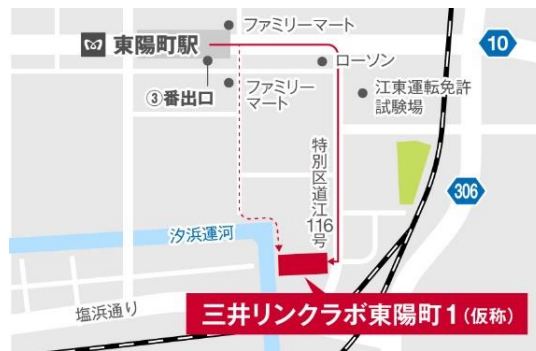 ファミリーマート
東陽町駅
10
ローソン
③番出口
ファミリー
マート
江東運転免許
試験場
特別区道江
116
号
306
汐浜運河
塩浜通り
三井リンクラボ東陽町1(仮称)